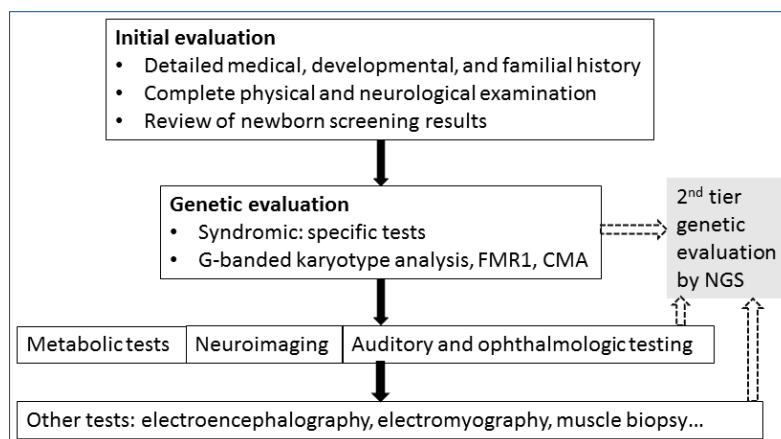 Initial evaluation
• Detailed medical, developmental, and familial history
• Complete physical and neurological examination
• Review of newborn screening results
Genetic evaluation
• Syndromic: specific tests
• G-banded karyotype analysis, FMR1, CMA
2nd tier
genetic
evaluation
by NGS
Metabolic tests
Neuroimaging
Auditory and ophthalmologic testing
Other tests: electroencephalography, electromyography, muscle biopsy...